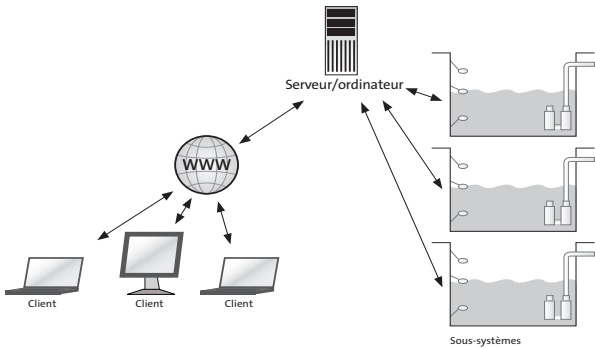 Serveur/ordinateur
WWW
Client
Client
Client
Sous-systèmes